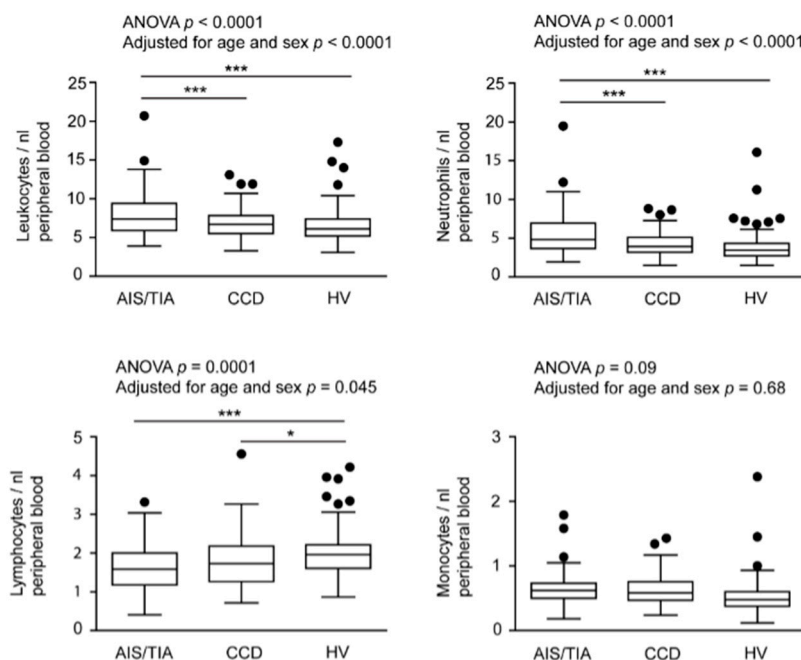 ANOVA p < 0.0001
Adjusted for age and sex p < 0.0001
***
***
25
20
15
10
5
0
Leukocytes / nl
peripheral blood
AIS/TIA CCD HV
ANOVA p < 0.0001
Adjusted for age and sex p < 0.0001
***
***
25
20
15
10
5
0
Neutrophils / nl
peripheral blood
AIS/TIA CCD HV
ANOVA p = 0.0001
Adjusted for age and sex p = 0.045
***
*
5
4
3
2
1
0
Lymphocytes / nl
peripheral blood
AIS/TIA CCD HV
ANOVA p = 0.09
Adjusted for age and sex p = 0.68
3
2
1
0
Monocytes / nl
peripheral blood
AIS/TIA CCD HV